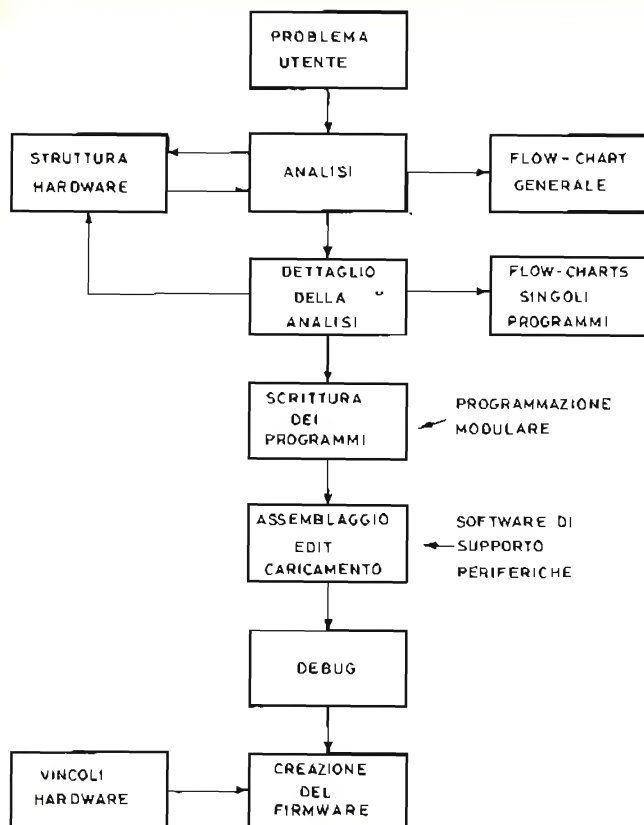 PROBLEMA
UTENTE
STRUTTURA
HARDWARE
ANALISI
FLOW-CHART
GENERALE
DETTAGLIO
DELLA
ANALISI
FLOW-CHARTS
SINGOLI
PROGRAMMI
SCRITTURA
DEI
PROGRAMMI
PROGRAMMAZIONE
MODULARE
ASSEMBLAGGIO
EDIT
CARICAMENTO
SOFTWARE DI
SUPPORTO
PERIFERICHE
DEBUG
VINCOLI
HARDWARE
CREAZIONE
DEL
FIRMWARE